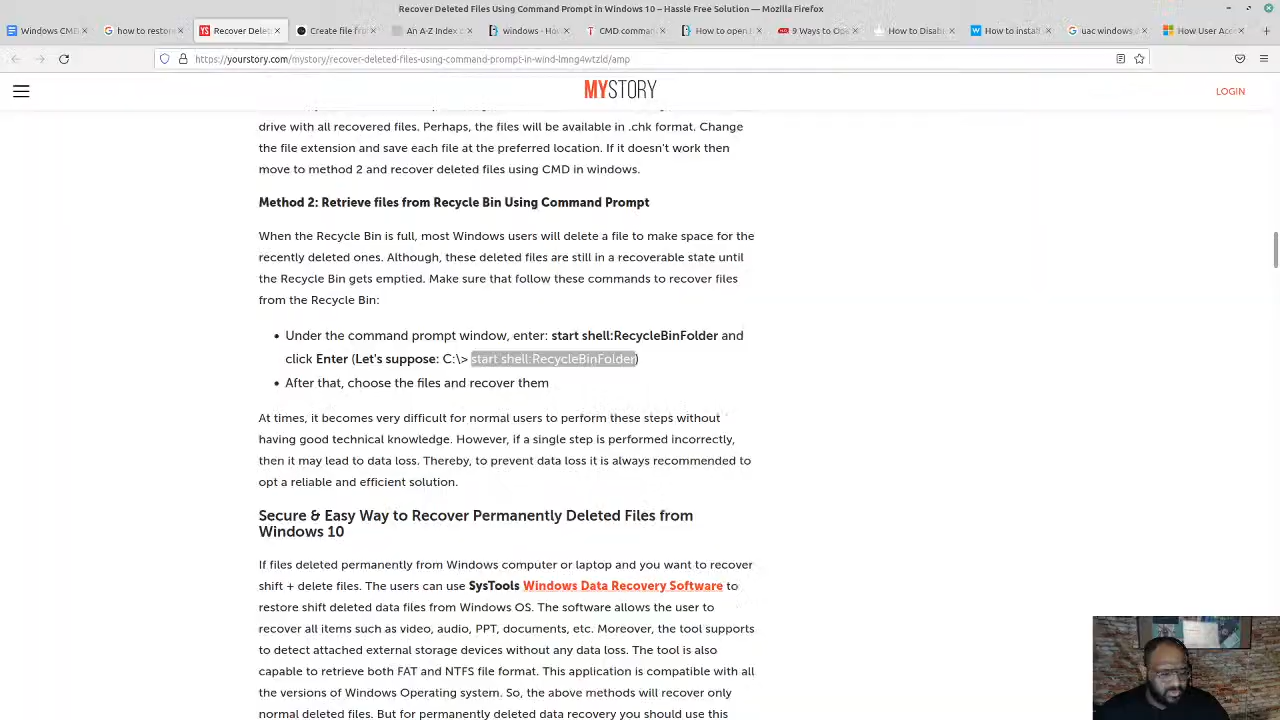 Recover Deleted Files Using Command Prompt in Windows 10 – Hassle Free Solution — Mozilla Firefox
Windows CMD
how to restore
Recover Dele
Create file fr
An A-Z Index
windows - Ho
CMD comman
How to open
9 Ways to Op
How to Disab
How to install
uac windows
How User Ac
https://yourstory.com/mystory/recover-deleted-files-using-command-prompt-in-wind-lmng4wtzld/amp
MYSTORY
LOGIN
drive with all recovered files. Perhaps, the files will be available in .chk format. Change
the file extension and save each file at the preferred location. If it doesn't work then
move to method 2 and recover deleted files using CMD in windows.
Method 2: Retrieve files from Recycle Bin Using Command Prompt
When the Recycle Bin is full, most Windows users will delete a file to make space for the
recently deleted ones. Although, these deleted files are still in a recoverable state until
the Recycle Bin gets emptied. Make sure that follow these commands to recover files
from the Recycle Bin:
• Under the command prompt window, enter: start shell:RecycleBinFolder and
click Enter (Let's suppose: C:\> start shell:RecycleBinFolder)
• After that, choose the files and recover them
At times, it becomes very difficult for normal users to perform these steps without
having good technical knowledge. However, if a single step is performed incorrectly,
then it may lead to data loss. Thereby, to prevent data loss it is always recommended to
opt a reliable and efficient solution.
Secure & Easy Way to Recover Permanently Deleted Files from
Windows 10
If files deleted permanently from Windows computer or laptop and you want to recover
shift + delete files. The users can use SysTools Windows Data Recovery Software to
restore shift deleted data files from Windows OS. The software allows the user to
recover all items such as video, audio, PPT, documents, etc. Moreover, the tool supports
to detect attached external storage devices without any data loss. The tool is also
capable to retrieve both FAT and NTFS file format. This application is compatible with all
the versions of Windows Operating system. So, the above methods will recover only
normal deleted files. But for permanently deleted data recovery you should use this